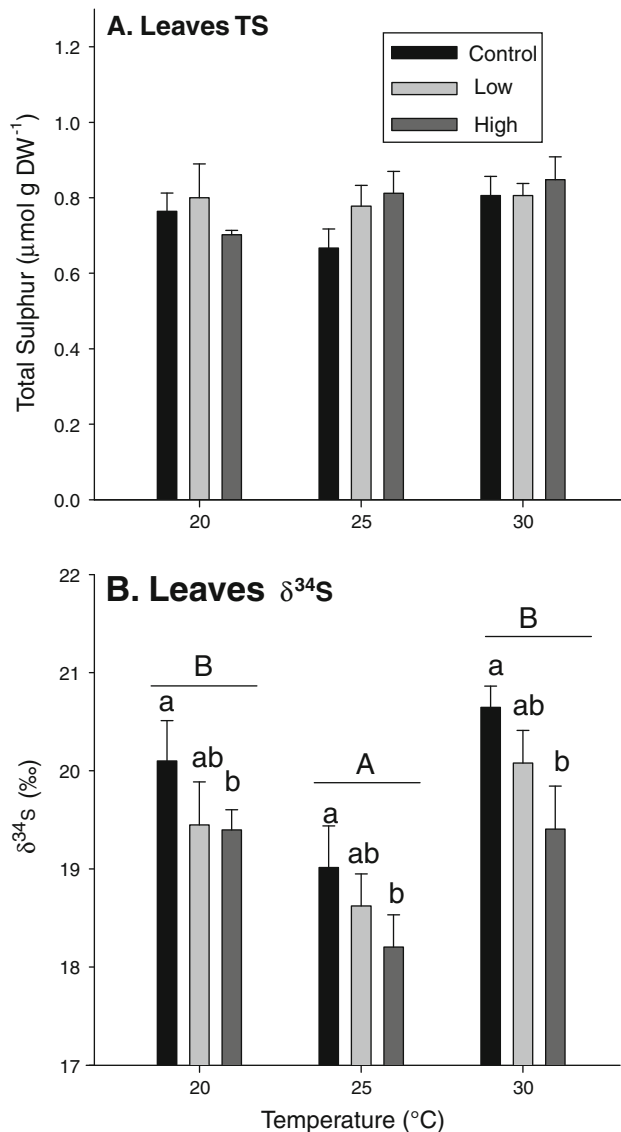 A. Leaves TS
Control
Low
High
Total Sulphur (µmol g DW⁻¹)
1.2
1.0
0.8
0.6
0.4
0.2
0.0
20 25 30
B. Leaves δ³⁴S
δ³⁴S (‰)
22
21
20
19
18
17
B
a
ab
b
A
a
ab
b
B
a
ab
b
20 25 30
Temperature (°C)